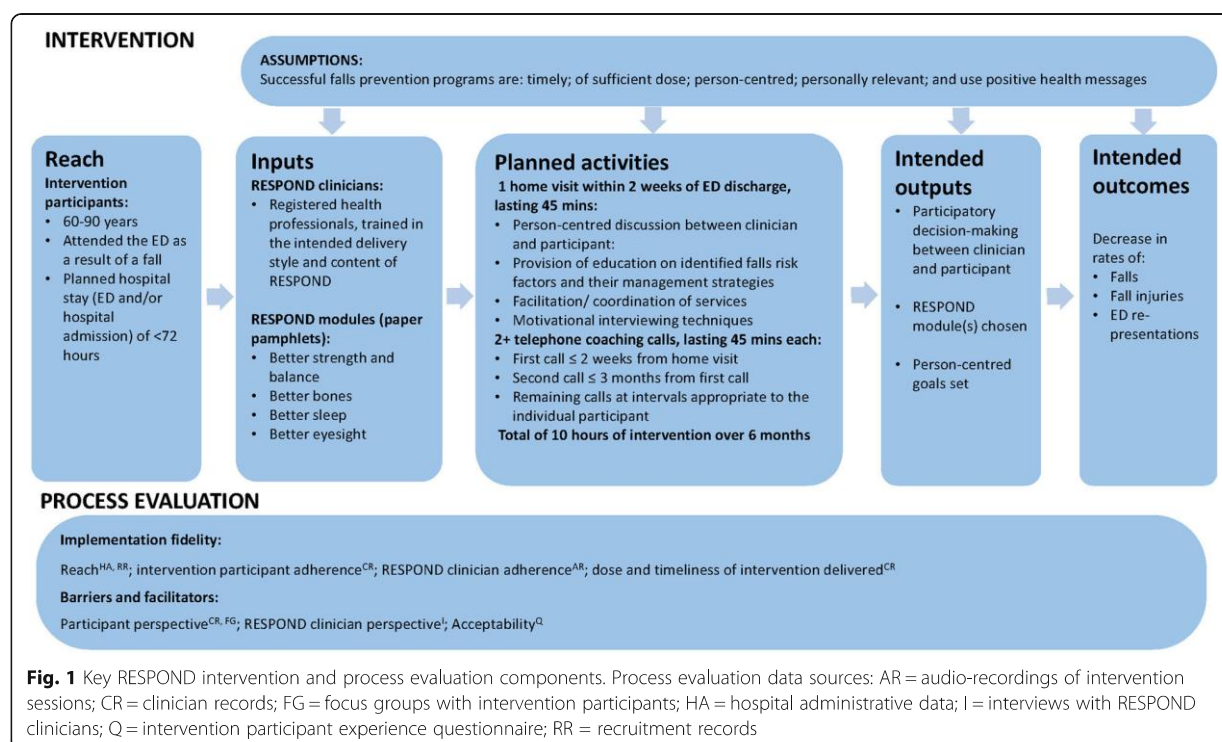 INTERVENTION
ASSUMPTIONS:
Successful falls prevention programs are: timely; of sufficient dose; person-centred; personally relevant; and use positive health messages
Reach
Intervention
participants:
• 60-90 years
• Attended the ED as
a result of a fall
• Planned hospital
stay (ED and/or
hospital
admission) of <72
hours
Inputs
RESPOND clinicians:
• Registered health
professionals, trained in
the intended delivery
style and content of
RESPOND
RESPOND modules (paper
pamphlets):
• Better strength and
balance
• Better bones
• Better sleep
• Better eyesight
Planned activities
1 home visit within 2 weeks of ED discharge,
lasting 45 mins:
• Person-centred discussion between clinician
and participant:
• Provision of education on identified falls risk
factors and their management strategies
• Facilitation/ coordination of services
• Motivational interviewing techniques
2+ telephone coaching calls, lasting 45 mins each:
• First call ≤ 2 weeks from home visit
• Second call ≤ 3 months from first call
• Remaining calls at intervals appropriate to the
individual participant
Total of 10 hours of intervention over 6 months
Intended
outputs
• Participatory
decision-making
between clinician
and participant
• RESPOND
module(s) chosen
• Person-centred
goals set
Intended
outcomes
Decrease in
rates of:
• Falls
• Fall injuries
• ED re-
presentations
PROCESS EVALUATION
Implementation fidelity:
Reach^HA, RR; intervention participant adherence^CR; RESPOND clinician adherence^AR; dose and timeliness of intervention delivered^CR
Barriers and facilitators:
Participant perspective^CR, FG; RESPOND clinician perspective^I; Acceptability^Q
Fig. 1 Key RESPOND intervention and process evaluation components. Process evaluation data sources: AR = audio-recordings of intervention
sessions; CR = clinician records; FG = focus groups with intervention participants; HA = hospital administrative data; I = interviews with RESPOND
clinicians; Q = intervention participant experience questionnaire; RR = recruitment records